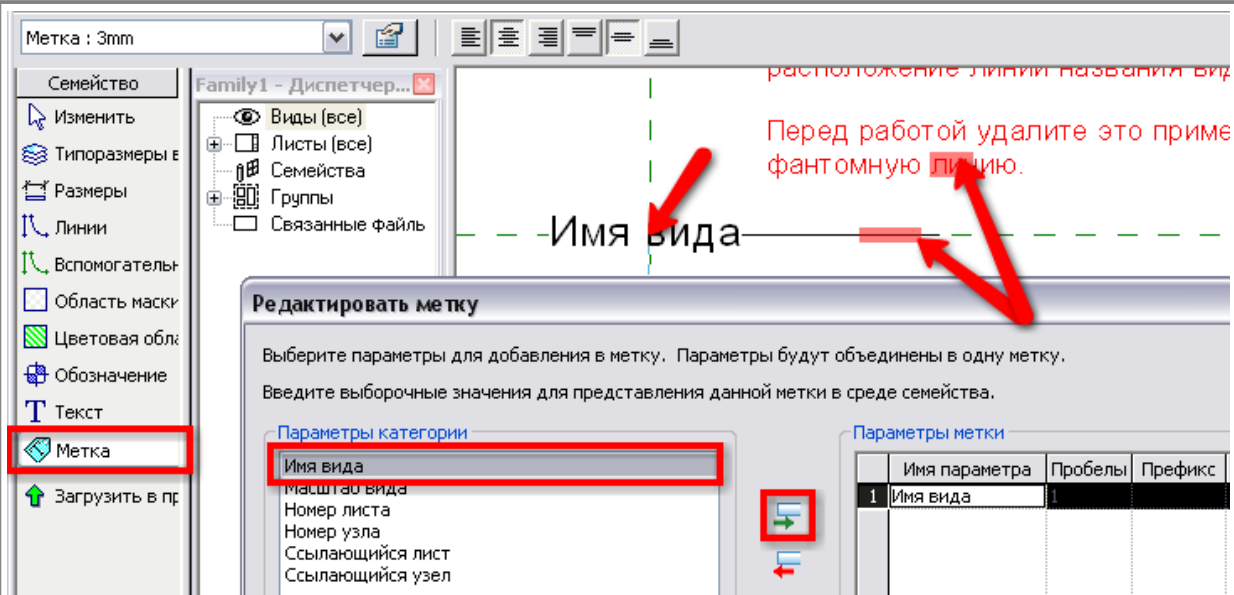 Метка : 3mm
Семейство
Изменить
Типоразмеры в
Размеры
Линии
Вспомогательн
Область маски
Цветовая обла
Обозначение
Текст
Метка
Загрузить в пр
Family1 - Диспетчер...
Виды (все)
Листы (все)
Семейства
Группы
Связанные файль
расположение линии названия вид
Перед работой удалите это приме
фантомную линию.
Имя вида
Редактировать метку
Выберите параметры для добавления в метку. Параметры будут объединены в одну метку.
Введите выборочные значения для представления данной метки в среде семейства.
Параметры категории
Имя вида
Масштаб вида
Номер листа
Номер узла
Ссылающийся лист
Ссылающийся узел
Параметры метки
Имя параметра Пробелы Префикс
1 Имя вида 1